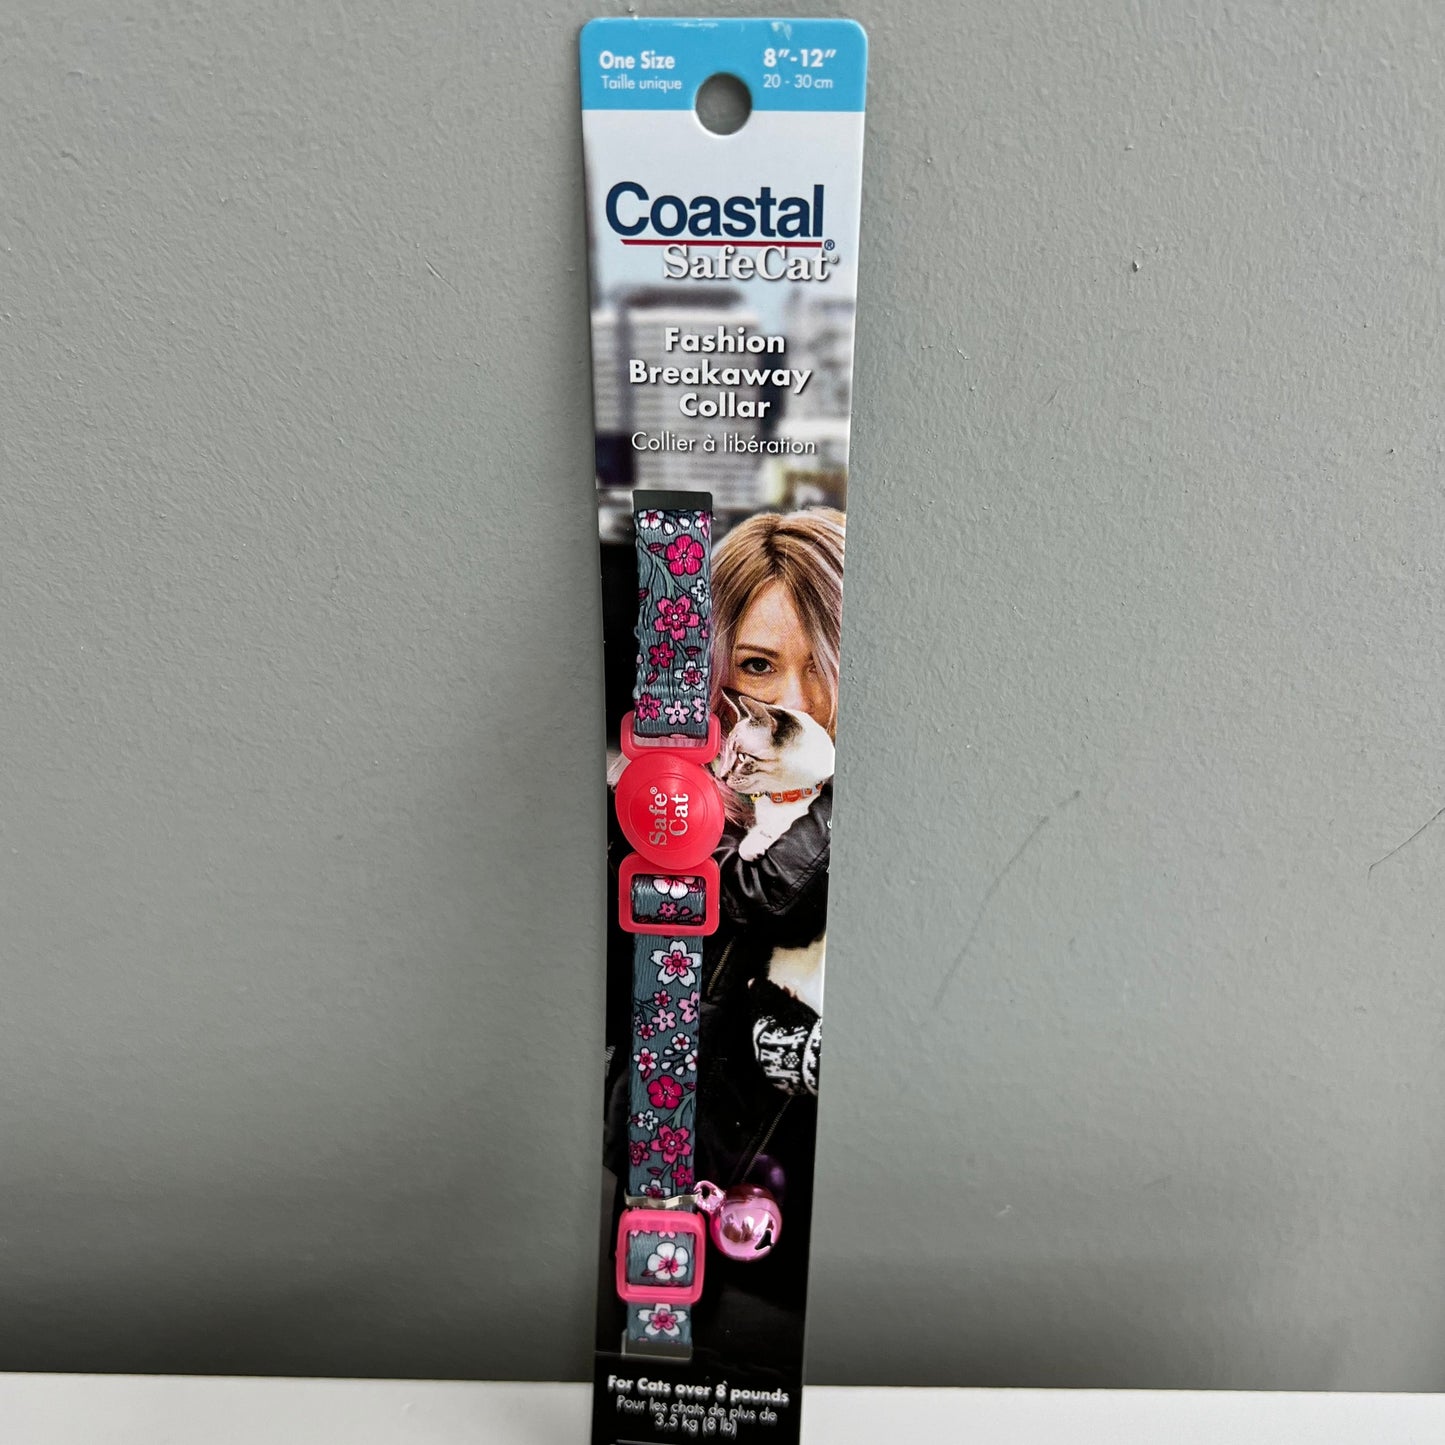 One Size
Taille unique
8"-12"
20 - 30 cm
Coastal®
SafeCat®
Fashion
Breakaway
Collar
Collier à libération
Safe®
Cat
For Cats over 8 pounds
Pour les chats de plus de
3,5 kg (8 lb)